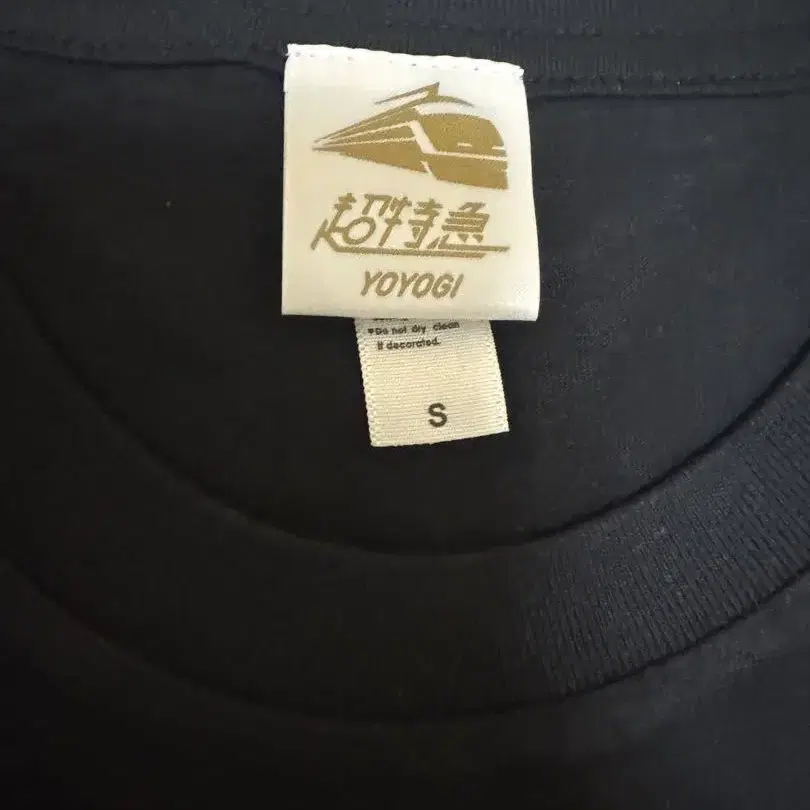 超特急
YOYOGI
♥Do not dry clean
if decorated.
S